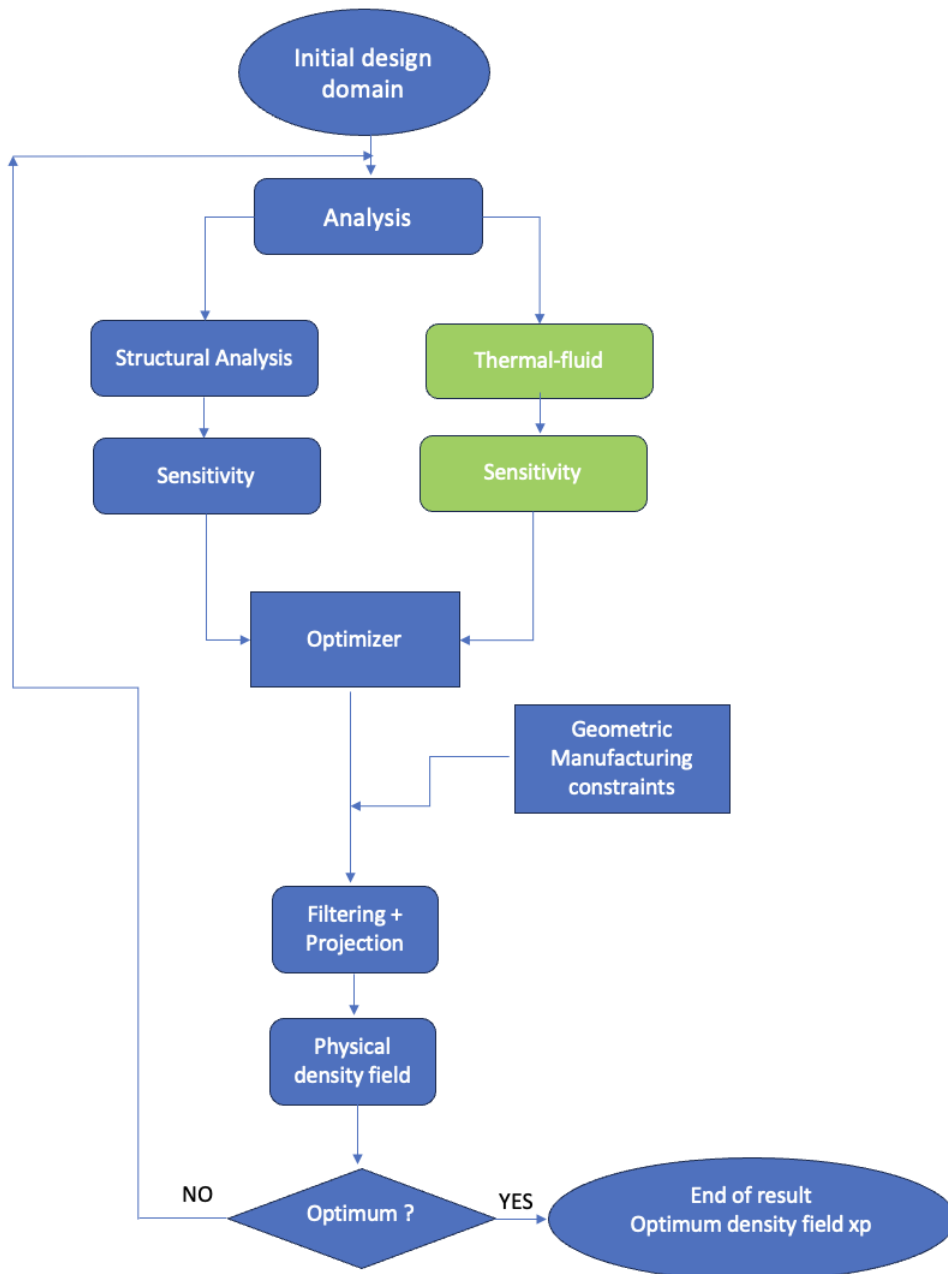 Initial design
domain
Analysis
Structural Analysis
Thermal-fluid
Sensitivity
Sensitivity
Optimizer
Geometric
Manufacturing
constraints
Filtering +
Projection
Physical
density field
NO
Optimum ?
YES
End of result
Optimum density field xp